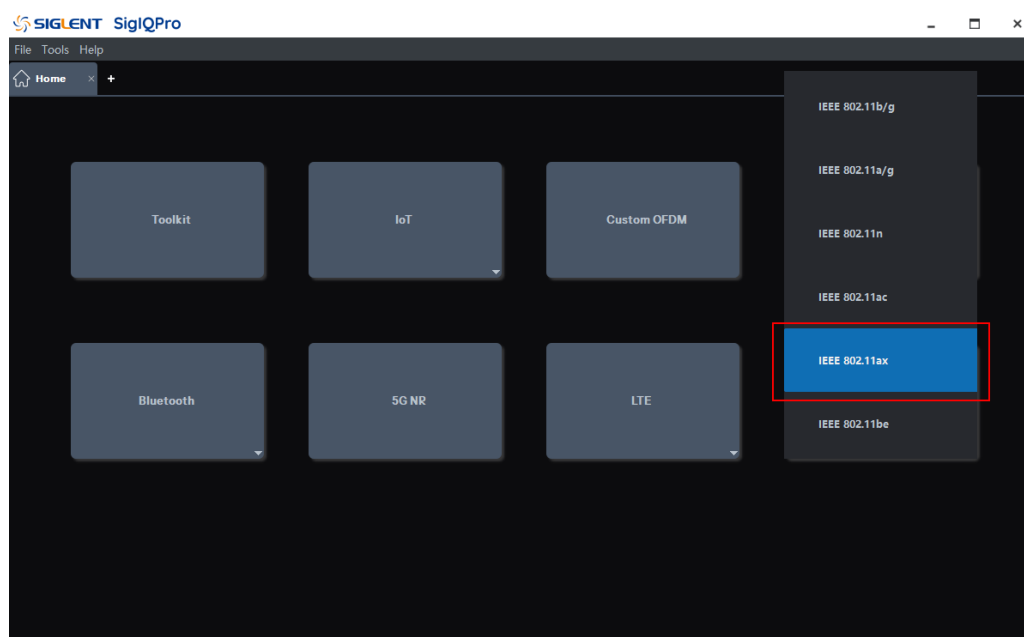 SIGLENT SigIQPro
File Tools Help
Home × +
IEEE 802.11b/g
IEEE 802.11a/g
Toolkit IoT Custom OFDM
IEEE 802.11n
IEEE 802.11ac
IEEE 802.11ax
Bluetooth 5G NR LTE
IEEE 802.11be